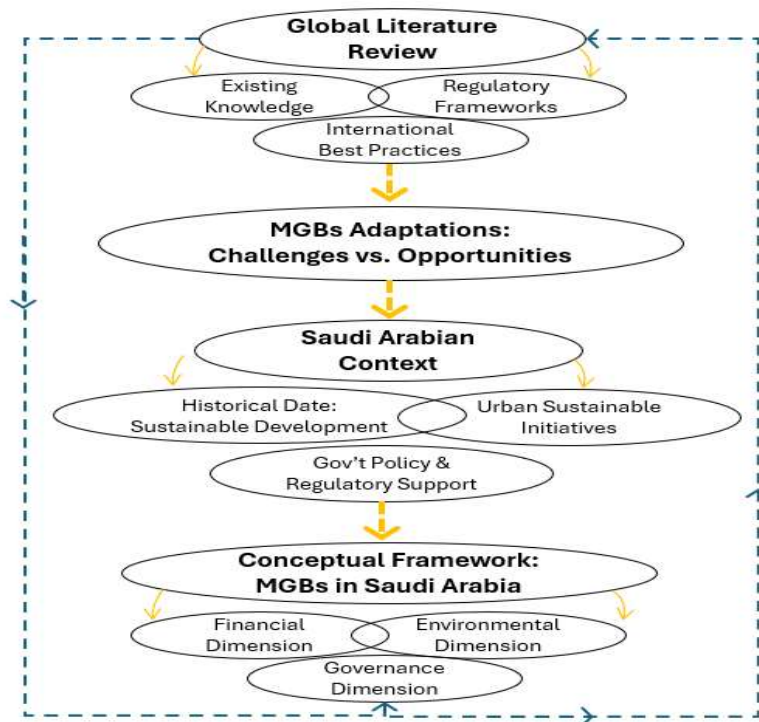 Global Literature
Review
Existing
Knowledge
Regulatory
Frameworks
International
Best Practices
MGBs Adaptations:
Challenges vs. Opportunities
Saudi Arabian
Context
Historical Date:
Sustainable Development
Urban Sustainable
Initiatives
Gov't Policy &
Regulatory Support
Conceptual Framework:
MGBs in Saudi Arabia
Financial
Dimension
Environmental
Dimension
Governance
Dimension